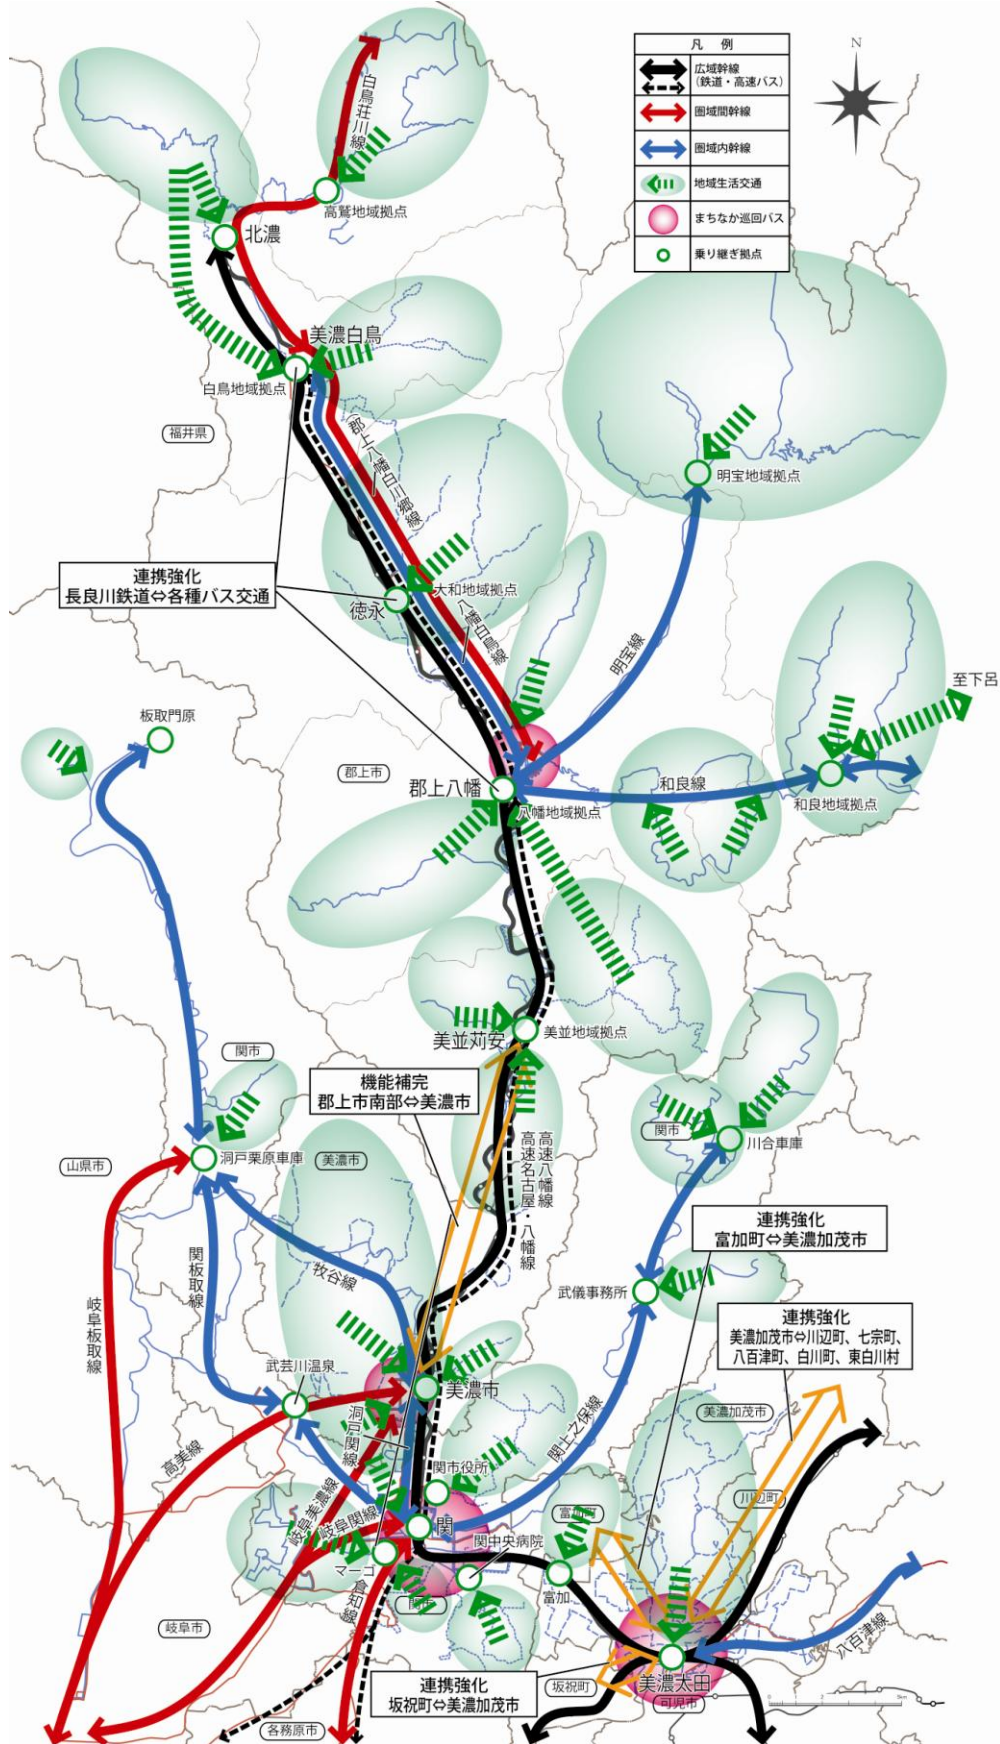 凡 例
広域幹線
(鉄道・高速バス)
圏域間幹線
圏域内幹線
地域生活交通
まちなか巡回バス
乗り継ぎ拠点
N
白鳥荘川線
高鷲地域拠点
北濃
美濃白鳥
白鳥地域拠点
福井県
(郡上八幡白川郷線)
明宝地域拠点
連携強化
長良川鉄道⇔各種バス交通
大和地域拠点
徳永
八幡白鳥線
明宝線
至下呂
板取門原
郡上市
郡上八幡
八幡地域拠点
和良線
和良地域拠点
美並苅安
美並地域拠点
関市
機能補完
郡上市南部⇔美濃市
山県市
洞戸栗原車庫
美濃市
高速八幡線
高速名古屋・八幡線
関市
川合車庫
連携強化
富加町⇔美濃加茂市
関板取線
牧谷線
岐阜板取線
武儀事務所
連携強化
美濃加茂市⇔川辺町、七宗町、
八百津町、白川町、東白川村
武芸川温泉
美濃市
美濃加茂市
洞戸関線
高美線
関上之保線
関市役所
岐阜美濃線
岐阜関線
関
富加町
川辺町
関中央病院
マーゴ
倉知線
関市
富加
岐阜市
八百津線
連携強化
坂祝町⇔美濃加茂市
坂祝町
美濃太田
可児市
各務原市
0
2
5km